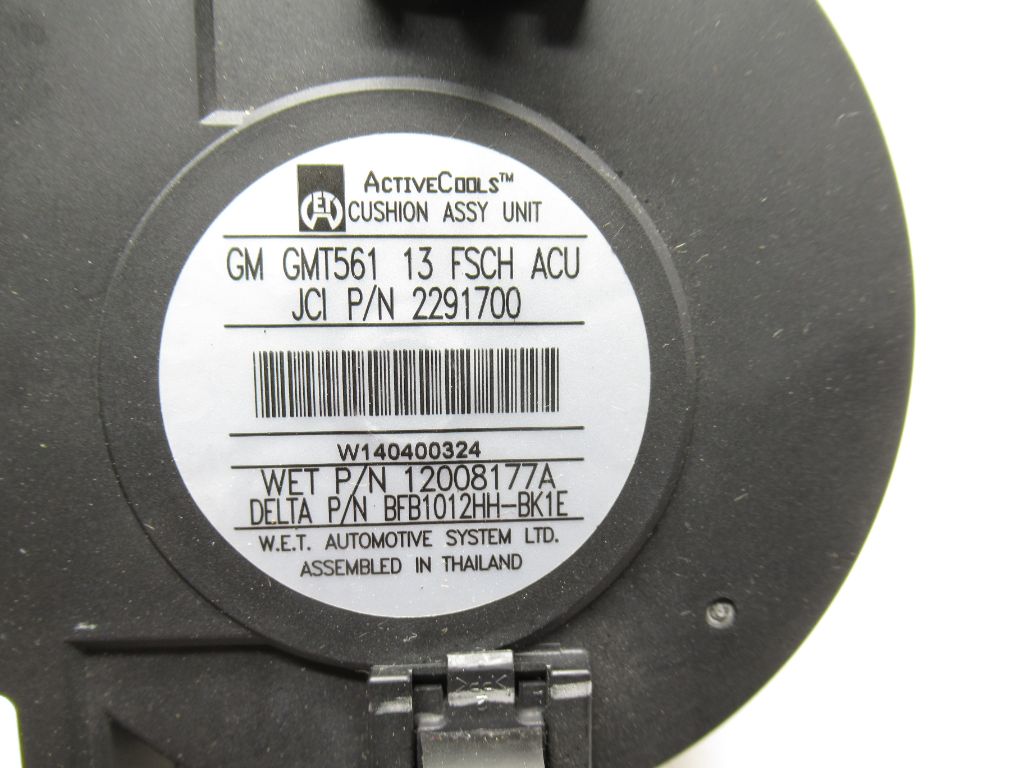 ACTIVECOOLS™
CUSHION ASSY UNIT
GM GMT561 13 FSCH ACU
JCI P/N 2291700
W140400324
WET P/N 12008177A
DELTA P/N BFB1012HH-BK1E
W.E.T. AUTOMOTIVE SYSTEM LTD.
ASSEMBLED IN THAILAND